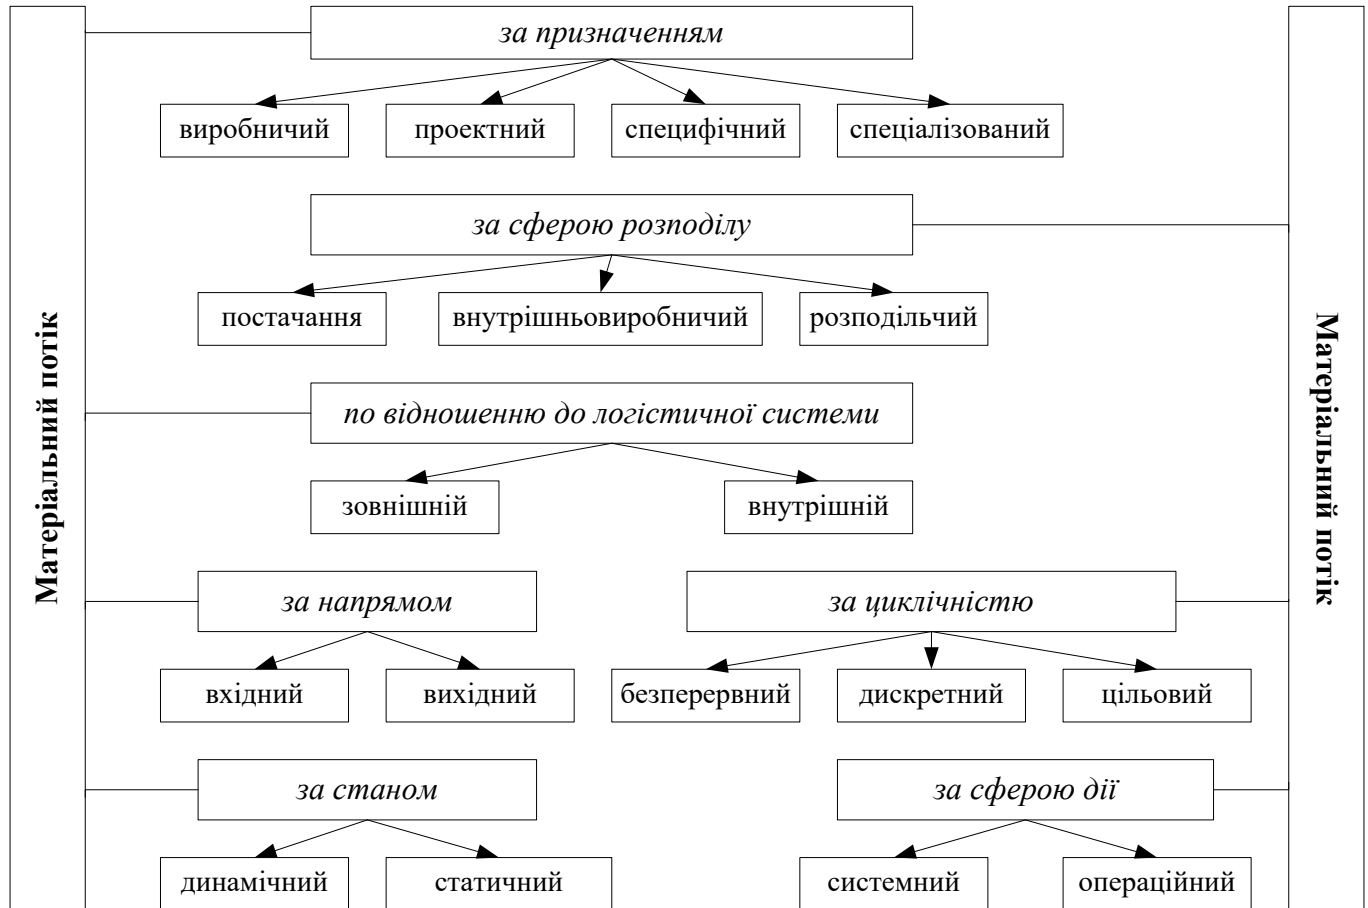 Матеріальний потік
за призначенням
виробничий
проектний
специфічний
спеціалізований
за сферою розподілу
постачання
внутрішньовиробничий
розподільчий
по відношенню до логістичної системи
зовнішній
внутрішній
за напрямом
за циклічністю
вхідний
вихідний
безперервний
дискретний
цільовий
за станом
за сферою дії
динамічний
статичний
системний
операційний
Матеріальний потік